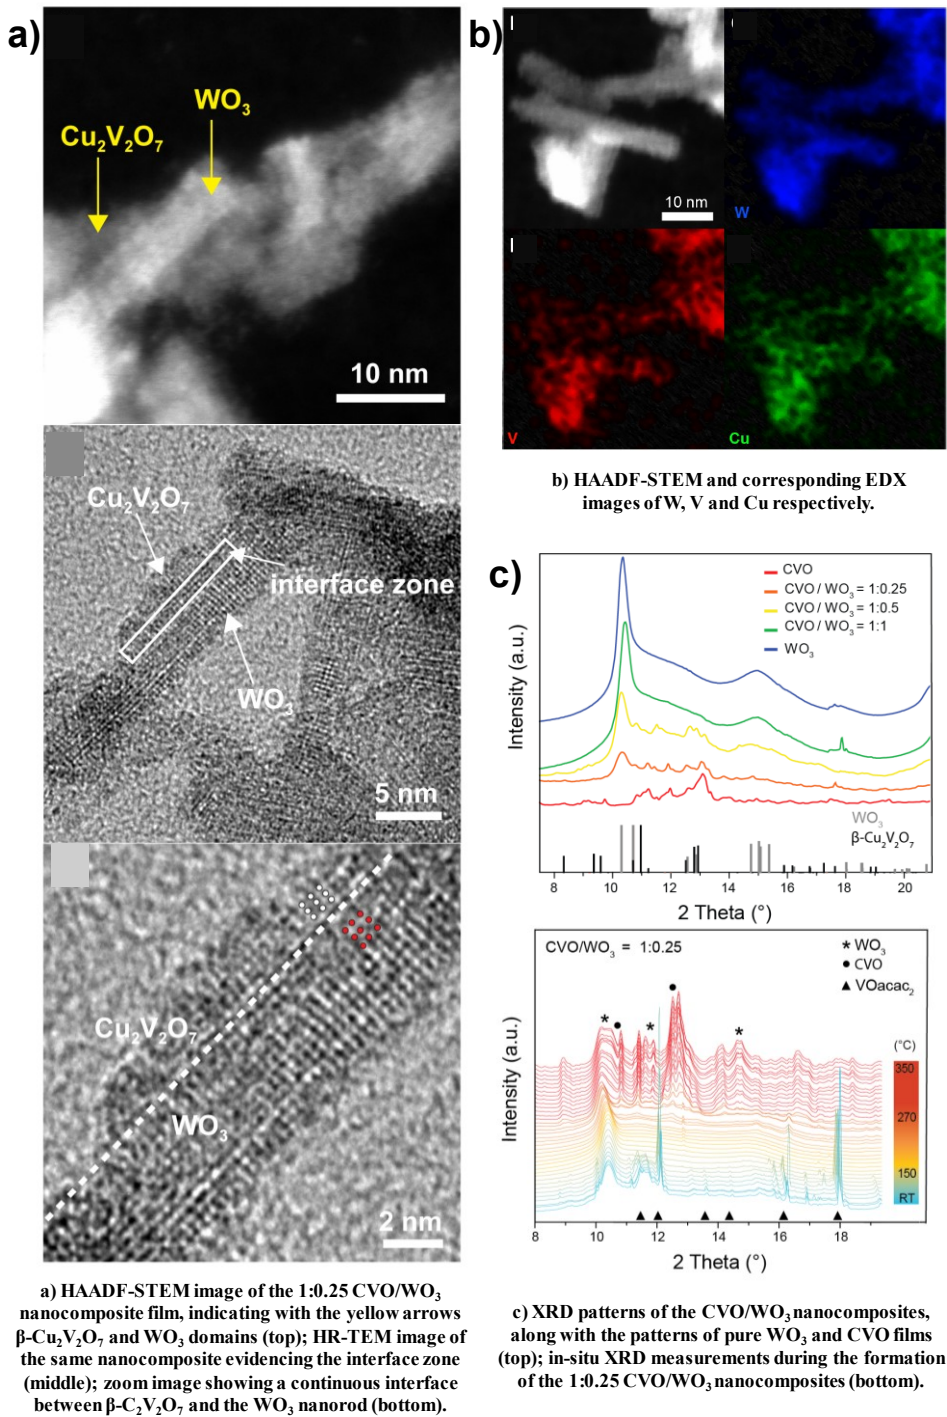 a)
WO₃
Cu₂V₂O₇
10 nm
Cu₂V₂O₇
interface zone
WO₃
5 nm
Cu₂V₂O₇
WO₃
2 nm
a) HAADF-STEM image of the 1:0.25 CVO/WO₃
nanocomposite film, indicating with the yellow arrows
β-Cu₂V₂O₇ and WO₃ domains (top); HR-TEM image of
the same nanocomposite evidencing the interface zone
(middle); zoom image showing a continuous interface
between β-C₂V₂O₇ and the WO₃ nanorod (bottom).
b)
10 nm
W
V
Cu
b) HAADF-STEM and corresponding EDX
images of W, V and Cu respectively.
c)
CVO
CVO / WO₃ = 1:0.25
CVO / WO₃ = 1:0.5
CVO / WO₃ = 1:1
WO₃
Intensity (a.u.)
WO₃
β-Cu₂V₂O₇
8 10 12 14 16 18 20
2 Theta (°)
CVO/WO₃ = 1:0.25
* WO₃
● CVO
▲ VOacac₂
(°C)
350
270
150
RT
Intensity (a.u.)
8 10 12 14 16 18
2 Theta (°)
c) XRD patterns of the CVO/WO₃ nanocomposites,
along with the patterns of pure WO₃ and CVO films
(top); in-situ XRD measurements during the formation
of the 1:0.25 CVO/WO₃ nanocomposites (bottom).